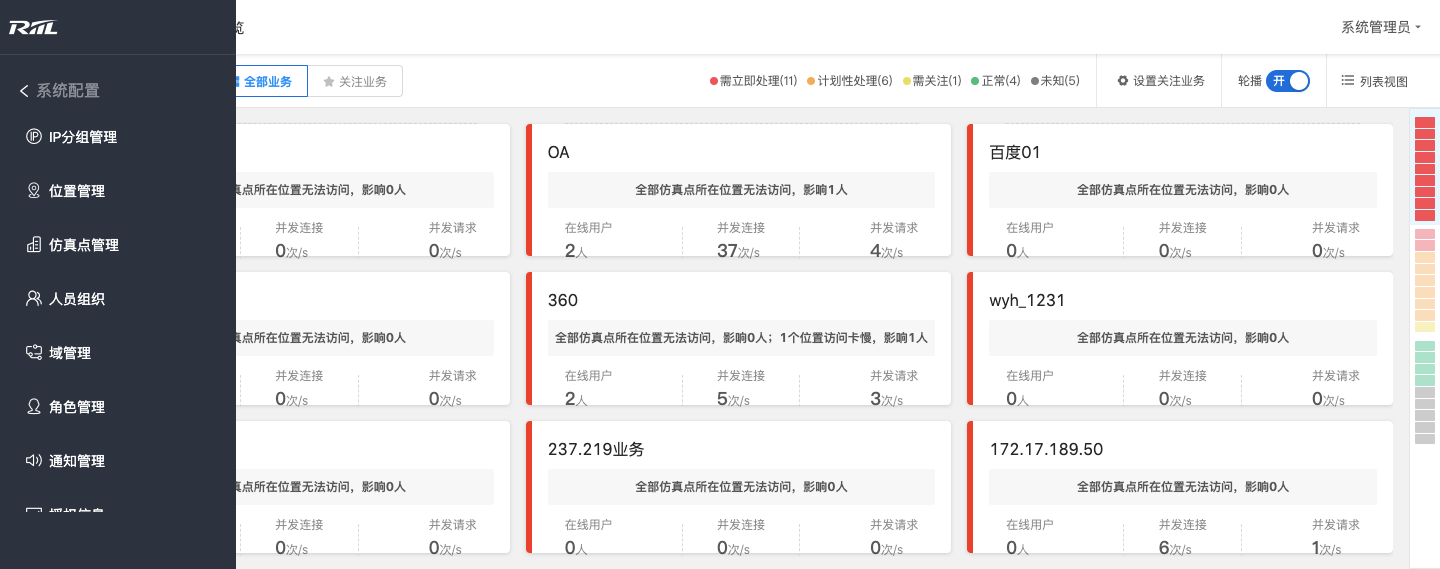 RIIL
览
系统管理员
系统配置
IP分组管理
位置管理
仿真点管理
人员组织
域管理
角色管理
通知管理
授权信息
全部业务
关注业务
需立即处理(11)
计划性处理(6)
需关注(1)
正常(4)
未知(5)
设置关注业务
轮播
开
列表视图
真点所在位置无法访问，影响0人
并发连接
并发请求
0次/s
0次/s
OA
全部仿真点所在位置无法访问，影响1人
在线用户
并发连接
并发请求
2人
37次/s
4次/s
百度01
全部仿真点所在位置无法访问，影响0人
在线用户
并发连接
并发请求
0人
0次/s
0次/s
真点所在位置无法访问，影响0人
并发连接
并发请求
0次/s
0次/s
360
全部仿真点所在位置无法访问，影响0人；1个位置访问卡慢，影响1人
在线用户
并发连接
并发请求
2人
5次/s
3次/s
wyh_1231
全部仿真点所在位置无法访问，影响0人
在线用户
并发连接
并发请求
0人
0次/s
0次/s
真点所在位置无法访问，影响0人
并发连接
并发请求
0次/s
0次/s
237.219业务
全部仿真点所在位置无法访问，影响0人
在线用户
并发连接
并发请求
0人
0次/s
0次/s
172.17.189.50
全部仿真点所在位置无法访问，影响0人
在线用户
并发连接
并发请求
0人
6次/s
1次/s